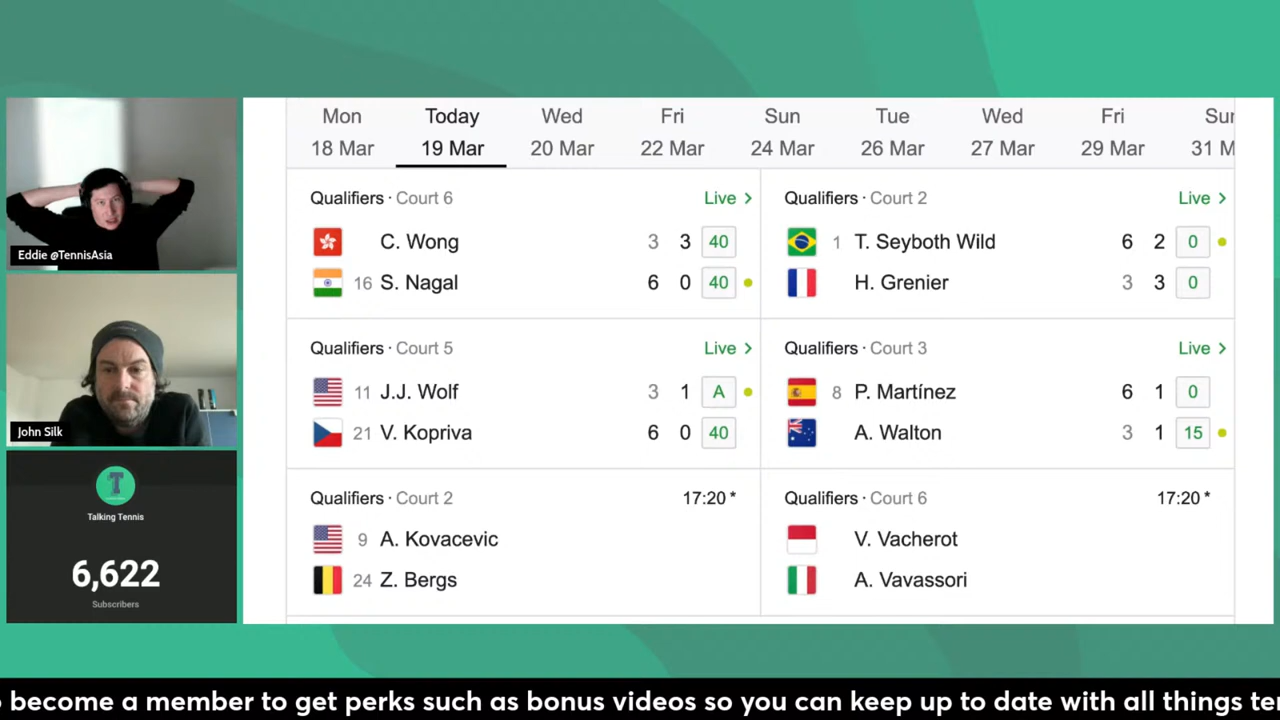 Mon Today Wed Fri Sun Tue Wed Fri Sur
18 Mar 19 Mar 20 Mar 22 Mar 24 Mar 26 Mar 27 Mar 29 Mar 31 M
Qualifiers · Court 6 Live >
C. Wong 3 3 40
16 S. Nagal 6 0 40
Qualifiers · Court 2 Live >
1 T. Seyboth Wild 6 2 0
H. Grenier 3 3 0
Qualifiers · Court 5 Live >
11 J.J. Wolf 3 1 A
21 V. Kopriva 6 0 40
Qualifiers · Court 3 Live >
8 P. Martínez 6 1 0
A. Walton 3 1 15
Qualifiers · Court 2 17:20 *
9 A. Kovacevic
24 Z. Bergs
Qualifiers · Court 6 17:20 *
V. Vacherot
A. Vavassori
Eddie @TennisAsia
John Silk
T
Talking Tennis
6,622
Subscribers
become a member to get perks such as bonus videos so you can keep up to date with all things te